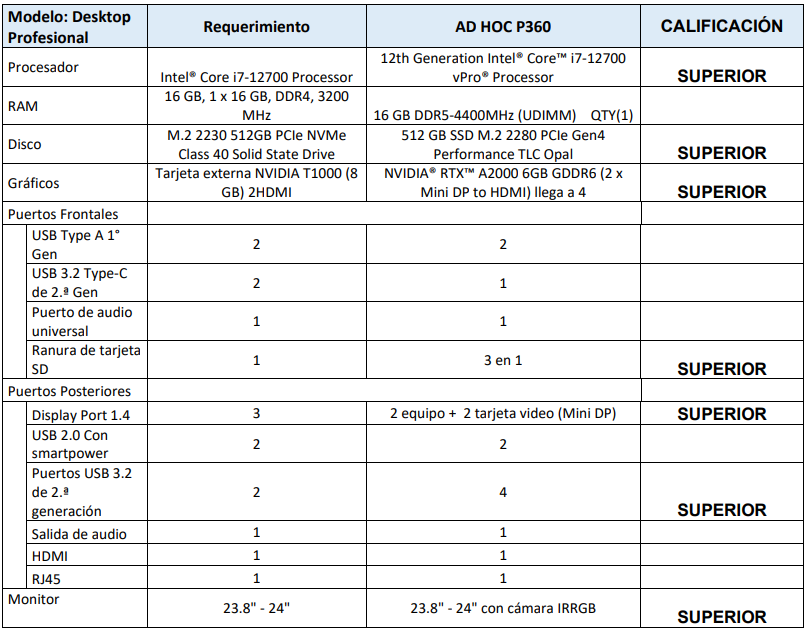 Modelo: Desktop
Profesional
Requerimiento
AD HOC P360
CALIFICACIÓN
Procesador
Intel® Core i7-12700 Processor
12th Generation Intel® Core™ i7-12700
vPro® Processor
SUPERIOR
RAM
16 GB, 1 x 16 GB, DDR4, 3200
MHz
16 GB DDR5-4400MHz (UDIMM) QTY(1)
Disco
M.2 2230 512GB PCIe NVMe
Class 40 Solid State Drive
512 GB SSD M.2 2280 PCIe Gen4
Performance TLC Opal
SUPERIOR
Gráficos
Tarjeta externa NVIDIA T1000 (8
GB) 2HDMI
NVIDIA® RTX™ A2000 6GB GDDR6 (2 x
Mini DP to HDMI) llega a 4
SUPERIOR
Puertos Frontales
USB Type A 1°
Gen
2
2
USB 3.2 Type-C
de 2.ª Gen
2
1
Puerto de audio
universal
1
1
Ranura de tarjeta
SD
1
3 en 1
SUPERIOR
Puertos Posteriores
Display Port 1.4
3
2 equipo + 2 tarjeta video (Mini DP)
SUPERIOR
USB 2.0 Con
smartpower
2
2
Puertos USB 3.2
de 2.ª
generación
2
4
SUPERIOR
Salida de audio
1
1
HDMI
1
1
RJ45
1
1
Monitor
23.8" - 24"
23.8" - 24" con cámara IRRGB
SUPERIOR